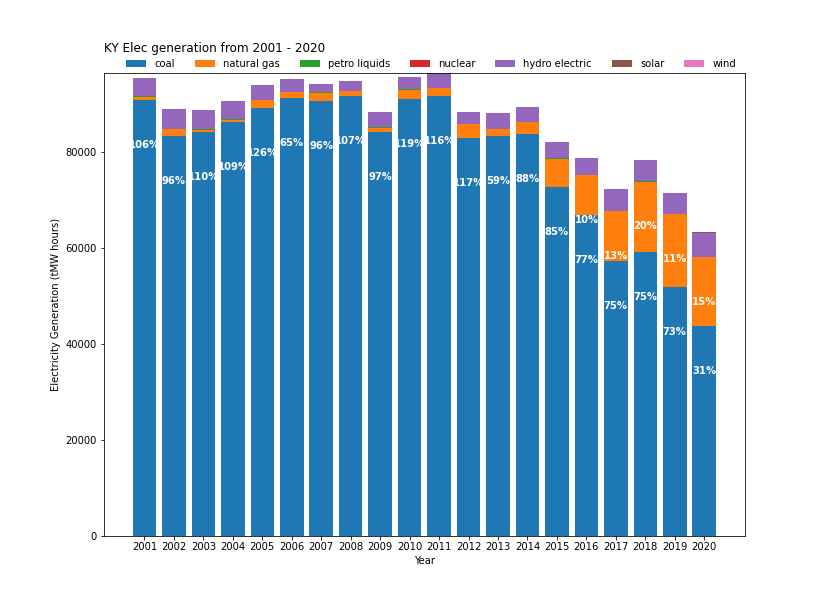 KY Elec generation from 2001 - 2020
coal natural gas petro liquids nuclear hydro electric solar wind
Electricity Generation (tMW hours)
80000
60000
40000
20000
0
106% 96% 110% 109% 126% 65% 96% 107% 97% 119% 116% 117% 59% 88% 85% 77% 75% 75% 73% 31%
10% 13% 20% 11% 15%
2001 2002 2003 2004 2005 2006 2007 2008 2009 2010 2011 2012 2013 2014 2015 2016 2017 2018 2019 2020
Year